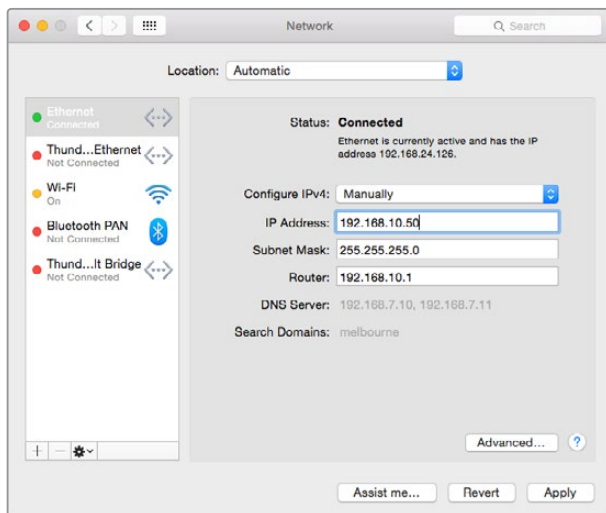 Network
Search
Location: Automatic
Ethernet
Connected
Thund...Ethernet
Not Connected
Wi-Fi
On
Bluetooth PAN
Not Connected
Thund...lt Bridge
Not Connected
Status: Connected
Ethernet is currently active and has the IP
address 192.168.24.126.
Configure IPv4: Manually
IP Address: 192.168.10.50
Subnet Mask: 255.255.255.0
Router: 192.168.10.1
DNS Server: 192.168.7.10, 192.168.7.11
Search Domains: melbourne
Advanced... ?
Assist me... Revert Apply